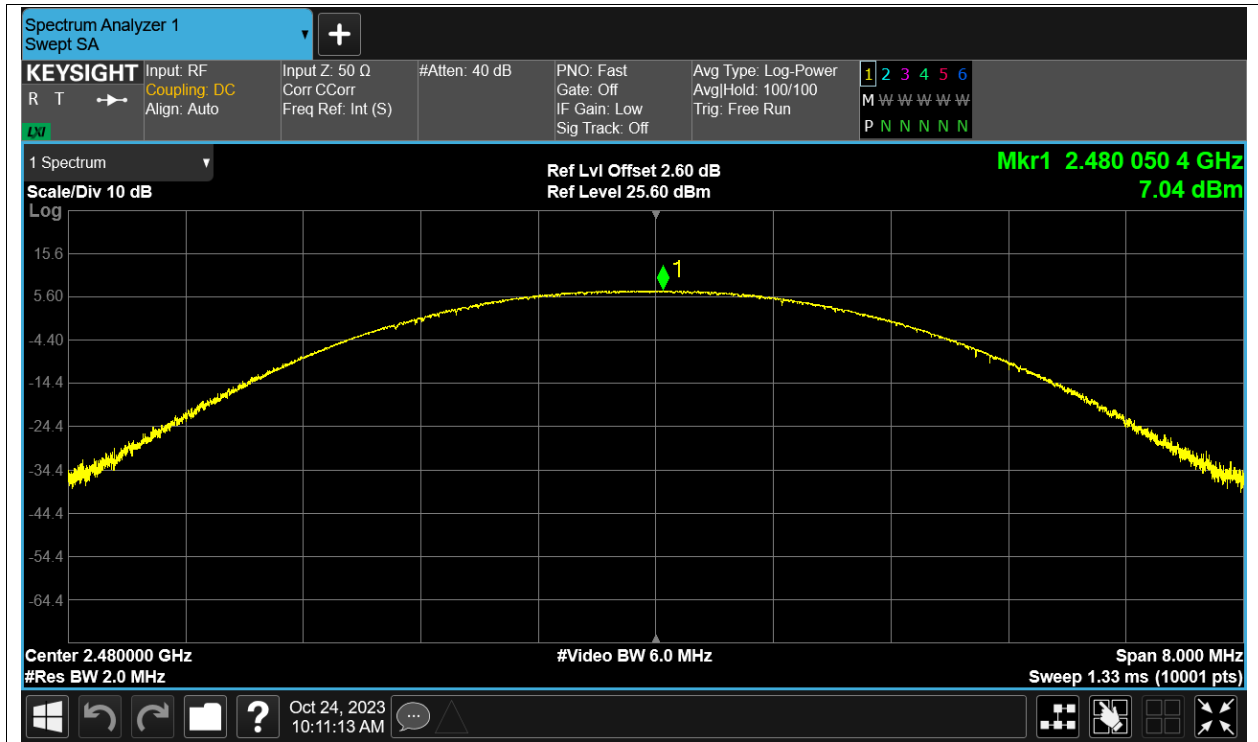 Spectrum Analyzer 1
Swept SA
+
KEYSIGHT
R T
LXI
Input: RF
Coupling: DC
Align: Auto
Input Z: 50 Ω
Corr CCorr
Freq Ref: Int (S)
#Atten: 40 dB
PNO: Fast
Gate: Off
IF Gain: Low
Sig Track: Off
Avg Type: Log-Power
Avg|Hold: 100/100
Trig: Free Run
1 2 3 4 5 6
M W W W W W
P N N N N N
1 Spectrum
Scale/Div 10 dB
Log
Ref Lvl Offset 2.60 dB
Ref Level 25.60 dBm
Mkr1 2.480 050 4 GHz
7.04 dBm
1
15.6
5.60
-4.40
-14.4
-24.4
-34.4
-44.4
-54.4
-64.4
Center 2.480000 GHz
#Res BW 2.0 MHz
#Video BW 6.0 MHz
Span 8.000 MHz
Sweep 1.33 ms (10001 pts)
?
Oct 24, 2023
10:11:13 AM